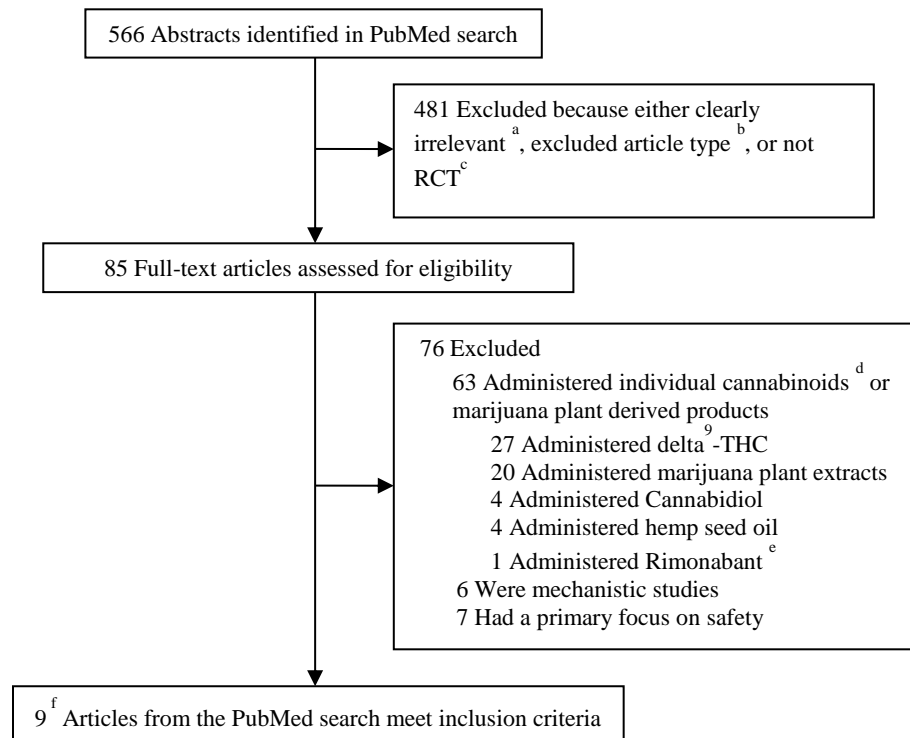 566 Abstracts identified in PubMed search
481 Excluded because either clearly
irrelevant a, excluded article type b, or not
RCT c
85 Full-text articles assessed for eligibility
76 Excluded
63 Administered individual cannabinoids d or
marijuana plant derived products
27 Administered delta9-THC
20 Administered marijuana plant extracts
4 Administered Cannabidiol
4 Administered hemp seed oil
1 Administered Rimonabant e
6 Were mechanistic studies
7 Had a primary focus on safety
9 f Articles from the PubMed search meet inclusion criteria